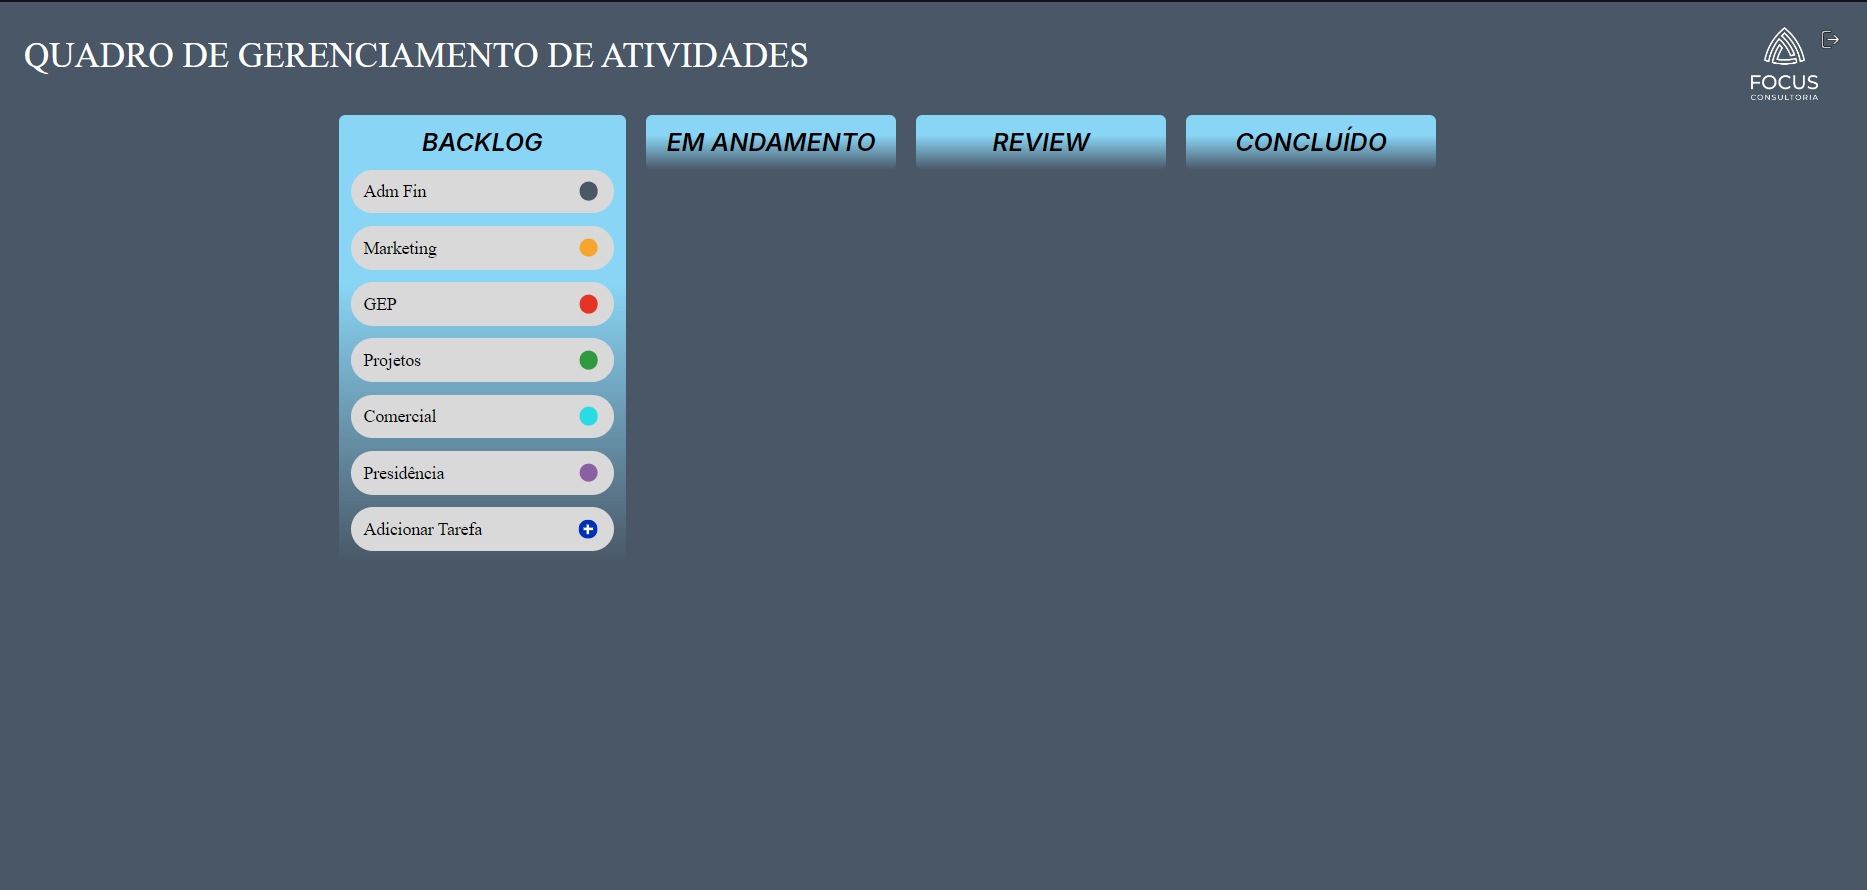 QUADRO DE GERENCIAMENTO DE ATIVIDADES
FOCUS
CONSULTORIA
BACKLOG
EM ANDAMENTO
REVIEW
CONCLUÍDO
Adm Fin
Marketing
GEP
Projetos
Comercial
Presidência
Adicionar Tarefa